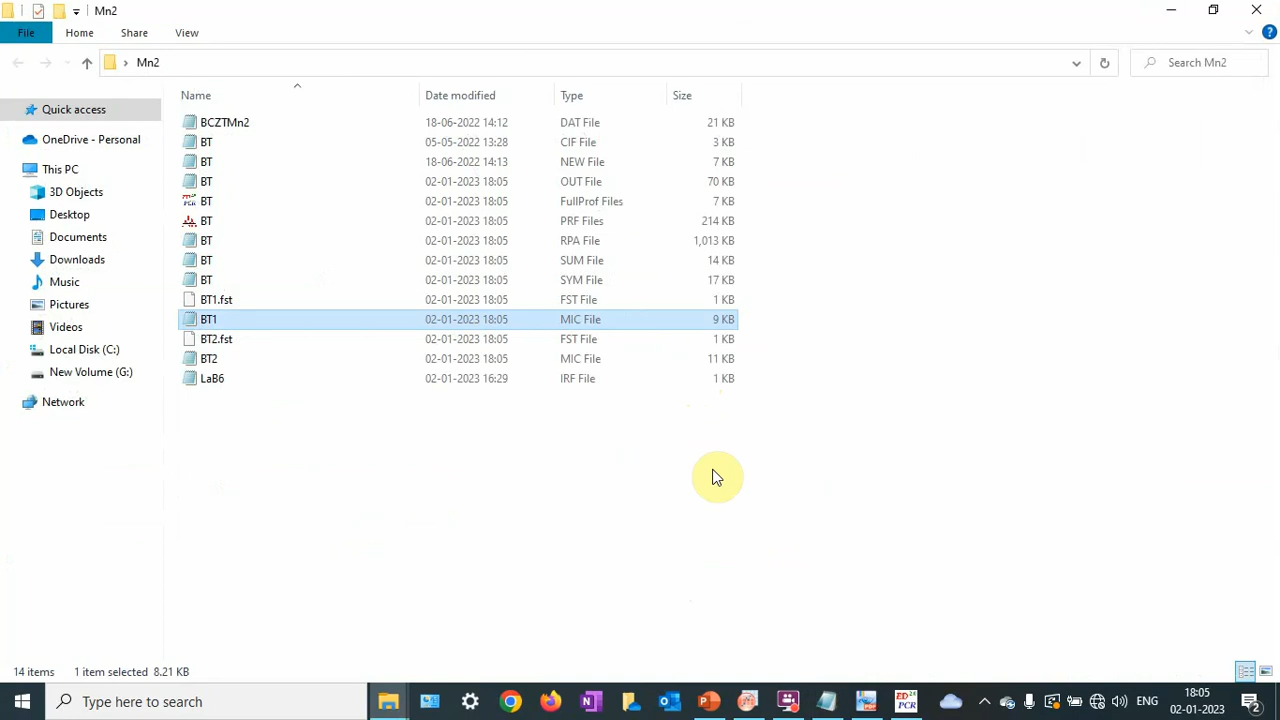 Mn2
File Home Share View
Mn2 Search Mn2
Name Date modified Type Size
Quick access
OneDrive - Personal
This PC
3D Objects
Desktop
Documents
Downloads
Music
Pictures
Videos
Local Disk (C:)
New Volume (G:)
Network
BCZTMn2 18-06-2022 14:12 DAT File 21 KB
BT 05-05-2022 13:28 CIF File 3 KB
BT 18-06-2022 14:13 NEW File 7 KB
BT 02-01-2023 18:05 OUT File 70 KB
BT 02-01-2023 18:05 FullProf Files 7 KB
BT 02-01-2023 18:05 PRF Files 214 KB
BT 02-01-2023 18:05 RPA File 1,013 KB
BT 02-01-2023 18:05 SUM File 14 KB
BT 02-01-2023 18:05 SYM File 17 KB
BT1.fst 02-01-2023 18:05 FST File 1 KB
BT1 02-01-2023 18:05 MIC File 9 KB
BT2.fst 02-01-2023 18:05 FST File 1 KB
BT2 02-01-2023 18:05 MIC File 11 KB
LaB6 02-01-2023 16:29 IRF File 1 KB
14 items 1 item selected 8.21 KB
Type here to search
ENG
18:05
02-01-2023
2